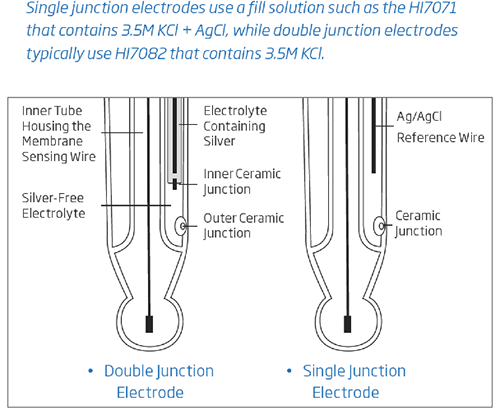 Single junction electrodes use a fill solution such as the HI7071
that contains 3.5M KCl + AgCl, while double junction electrodes
typically use HI7082 that contains 3.5M KCl.
Inner Tube
Housing the
Membrane
Sensing Wire
Silver-Free
Electrolyte
Electrolyte
Containing
Silver
Inner Ceramic
Junction
Outer Ceramic
Junction
Ag/AgCl
Reference Wire
Ceramic
Junction
• Double Junction
Electrode
• Single Junction
Electrode